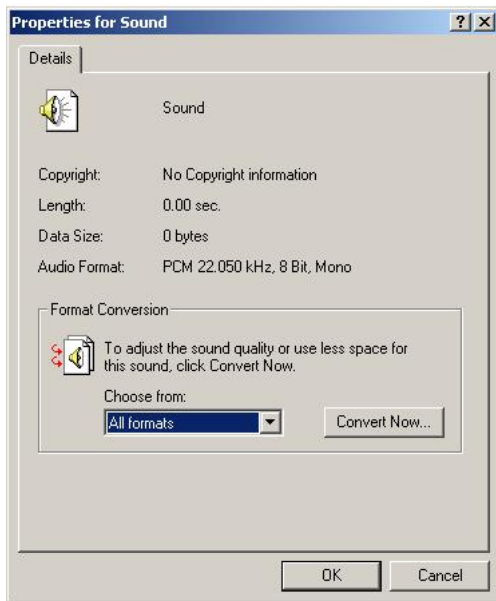 Properties for Sound
Details
Sound
Copyright: No Copyright information
Length: 0.00 sec.
Data Size: 0 bytes
Audio Format: PCM 22.050 kHz, 8 Bit, Mono
Format Conversion
To adjust the sound quality or use less space for
this sound, click Convert Now.
Choose from:
All formats Convert Now...
OK Cancel